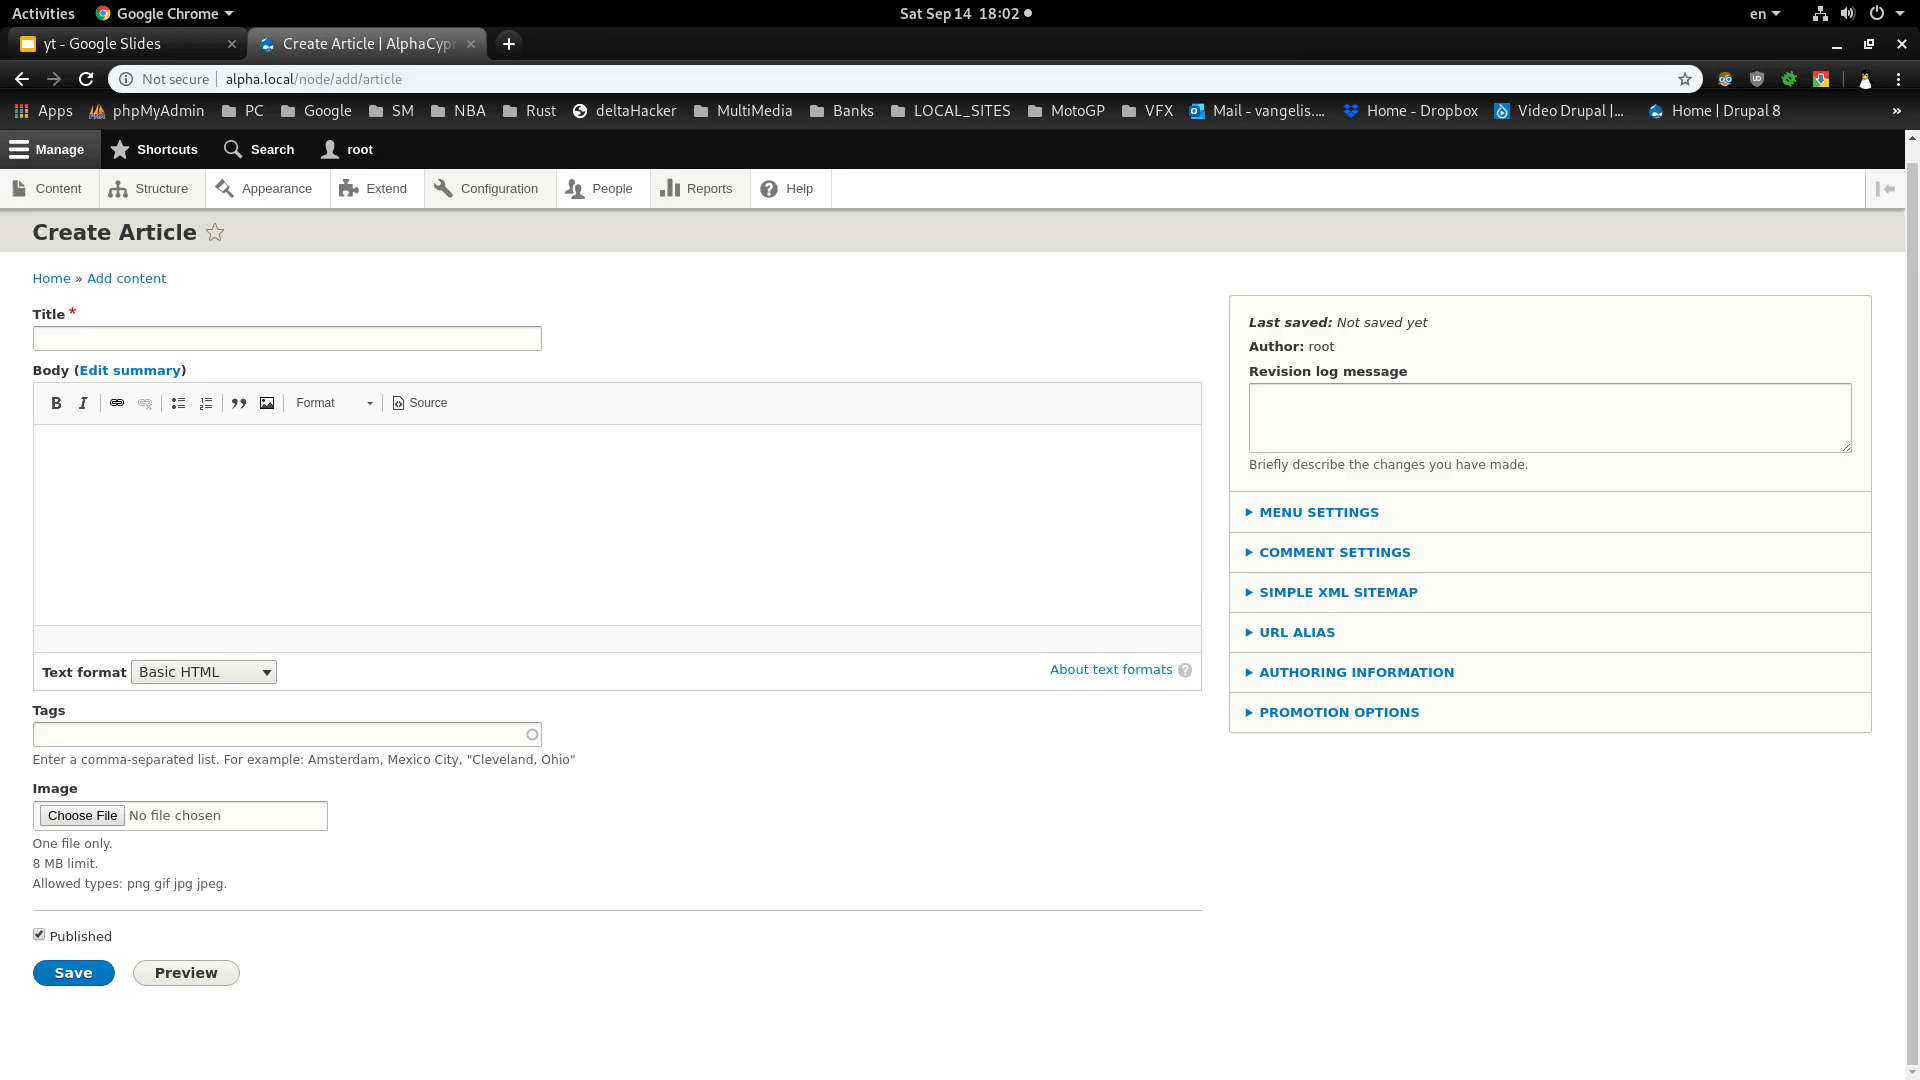 Activities Google Chrome Sat Sep 14 18:02 en
yt - Google Slides Create Article | AlphaCypr
Not secure alpha.local/node/add/article
Apps phpMyAdmin PC Google SM NBA Rust deltaHacker MultiMedia Banks LOCAL_SITES MotoGP VFX Mail - vangelis.... Home - Dropbox Video Drupal |... Home | Drupal 8 »
Manage Shortcuts Search root
Content Structure Appearance Extend Configuration People Reports Help
Create Article
Home » Add content
Title *
Body (Edit summary)
B I Format Source
Text format Basic HTML About text formats ?
Tags
Enter a comma-separated list. For example: Amsterdam, Mexico City, "Cleveland, Ohio"
Image
Choose File No file chosen
One file only.
8 MB limit.
Allowed types: png gif jpg jpeg.
Published
Save Preview
Last saved: Not saved yet
Author: root
Revision log message
Briefly describe the changes you have made.
MENU SETTINGS
COMMENT SETTINGS
SIMPLE XML SITEMAP
URL ALIAS
AUTHORING INFORMATION
PROMOTION OPTIONS